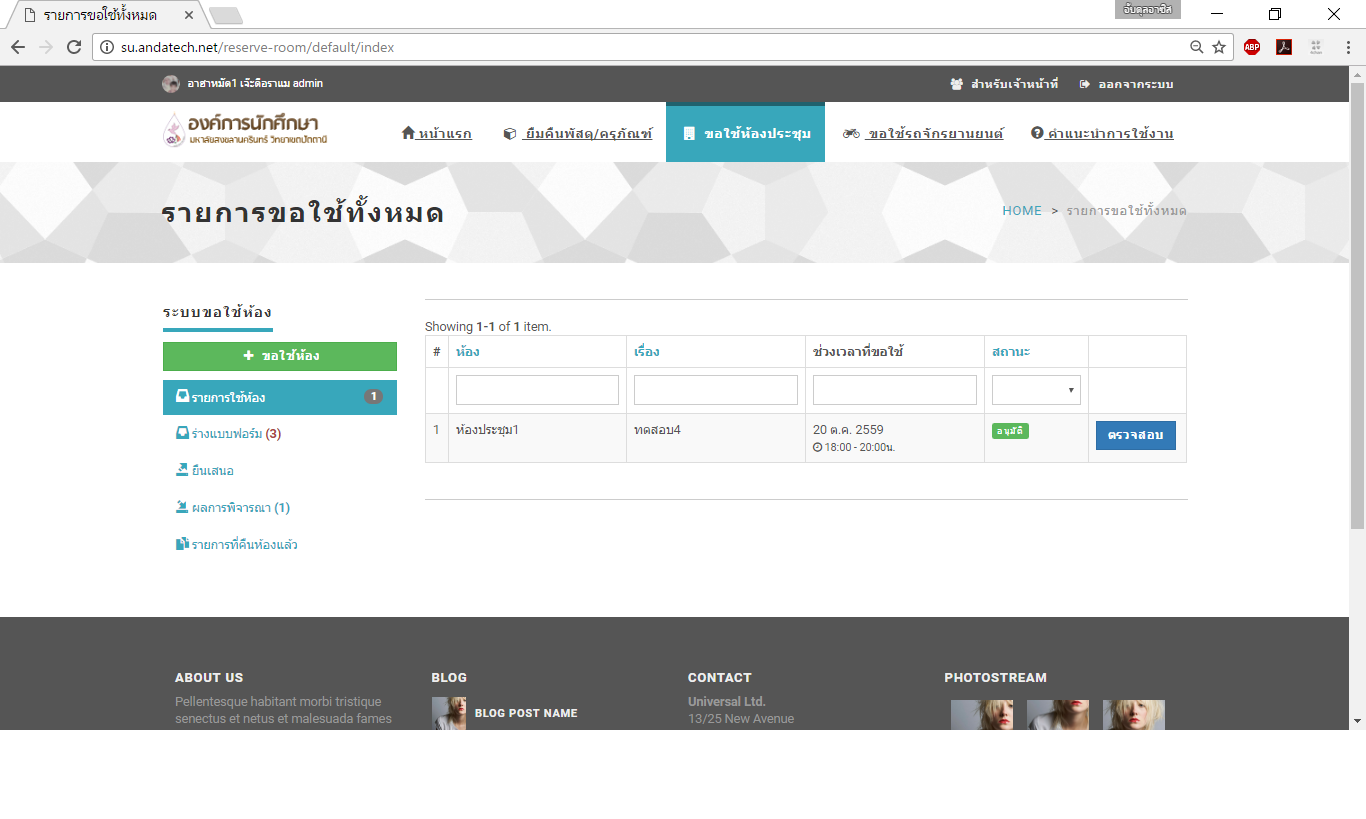 รายการขอใช้ทั้งหมด
อับดุลอาซิส
su.andatech.net/reserve-room/default/index
ABP
อาฮาหมัด1 เจ๊ะดือราแม admin
สำหรับเจ้าหน้าที่
ออกจากระบบ
องค์การนักศึกษา
มหาลัยสงขลานครินทร์ วิทยาเขตปัตตานี
หน้าแรก
ยืมคืนพัสดุ/ครุภัณฑ์
ขอใช้ห้องประชุม
ขอใช้รถจักรยานยนต์
คำแนะนำการใช้งาน
รายการขอใช้ทั้งหมด
HOME > รายการขอใช้ทั้งหมด
ระบบขอใช้ห้อง
+ ขอใช้ห้อง
รายการใช้ห้อง 1
ร่างแบบฟอร์ม (3)
ยื่นเสนอ
ผลการพิจารณา (1)
รายการที่คืนห้องแล้ว
Showing 1-1 of 1 item.
# ห้อง เรื่อง ช่วงเวลาที่ขอใช้ สถานะ
1 ห้องประชุม1 ทดสอบ4 20 ต.ค. 2559 อนุมัติ ตรวจสอบ
18:00 - 20:00น.
ABOUT US
Pellentesque habitant morbi tristique
senectus et netus et malesuada fames
BLOG
BLOG POST NAME
CONTACT
Universal Ltd.
13/25 New Avenue
PHOTOSTREAM